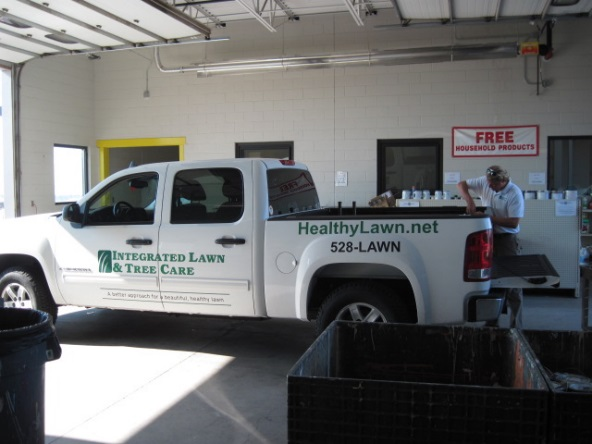 FREE
HOUSEHOLD PRODUCTS
HealthyLawn.net
528-LAWN
INTEGRATED LAWN
& TREE CARE
A better approach for a beautiful, healthy lawn